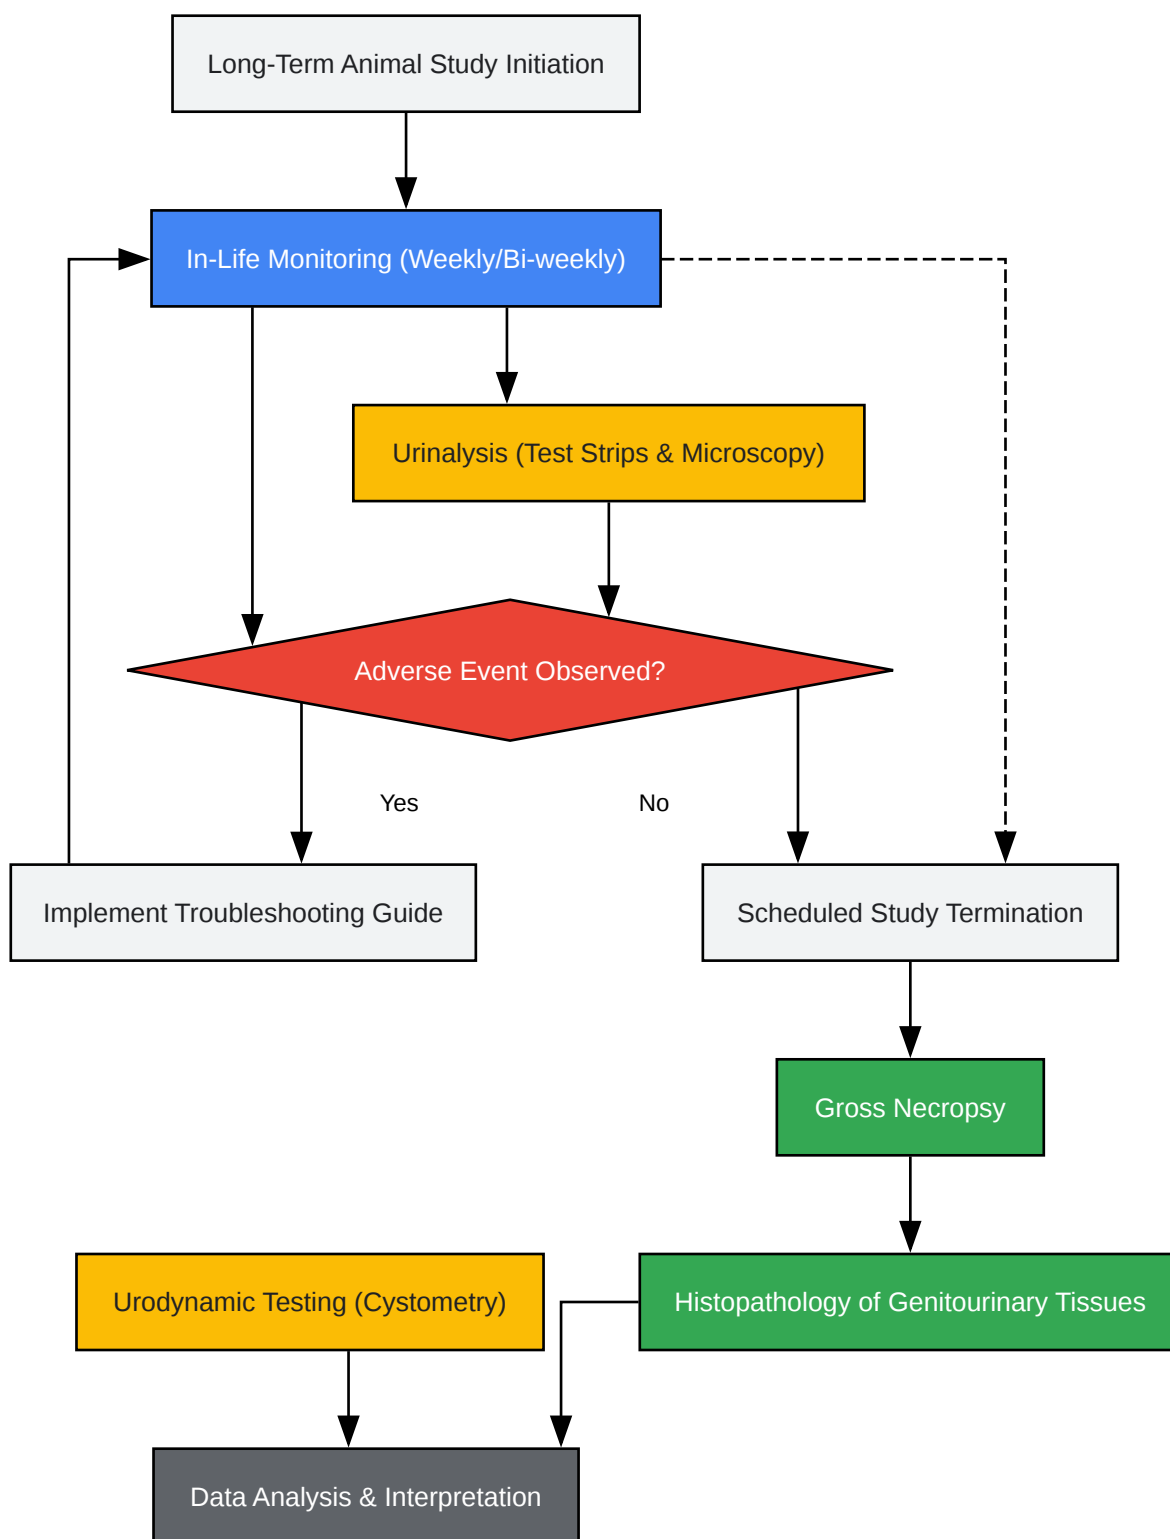 Long-Term Animal Study Initiation
In-Life Monitoring (Weekly/Bi-weekly)
Urinalysis (Test Strips & Microscopy)
Adverse Event Observed?
Yes
No
Implement Troubleshooting Guide
Scheduled Study Termination
Gross Necropsy
Urodynamic Testing (Cystometry)
Histopathology of Genitourinary Tissues
Data Analysis & Interpretation